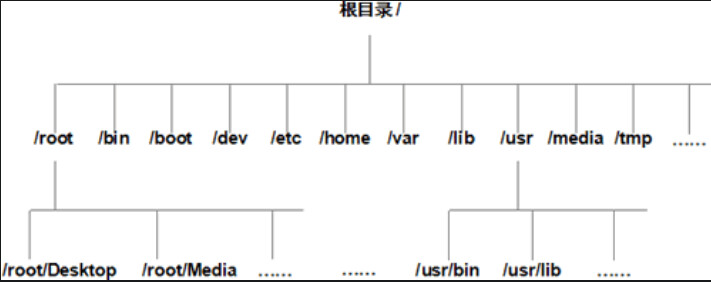 根目录 /
/root /bin /boot /dev /etc /home /var /lib /usr /media /tmp ……
/root/Desktop /root/Media …… …… /usr/bin /usr/lib ……